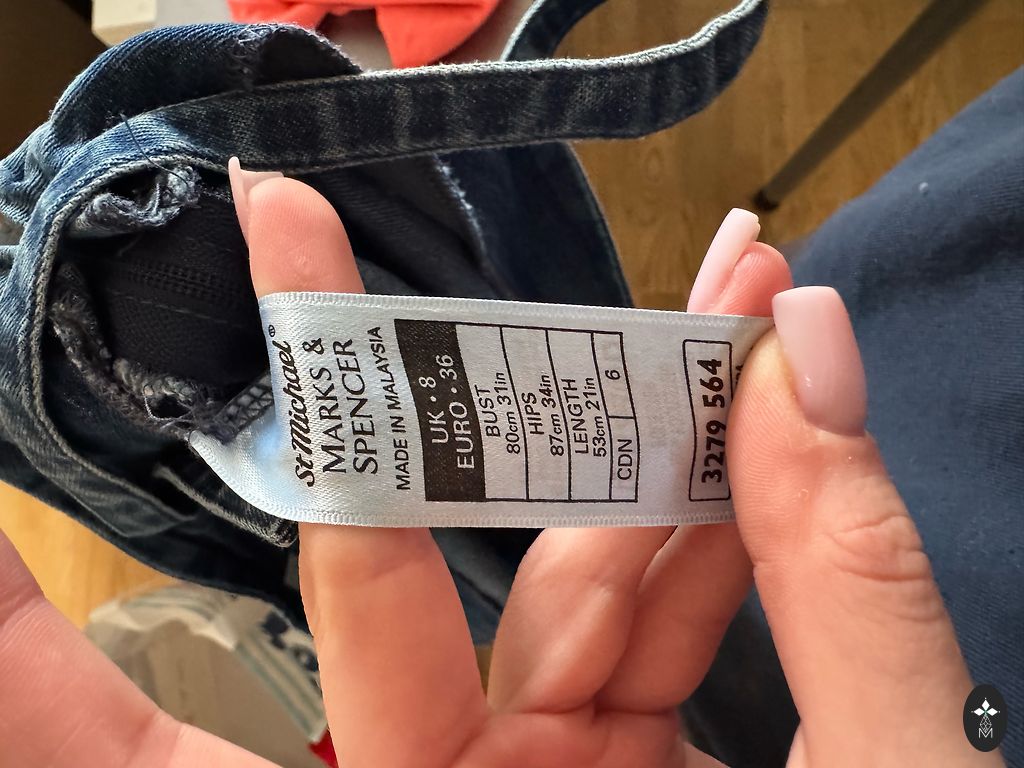 St Michael®
MARKS &
SPENCER
MADE IN MALAYSIA
UK • 8
EURO • 36
BUST
80cm 31in
HIPS
87cm 34in
LENGTH
53cm 21in
CDN 6
3279 564
M